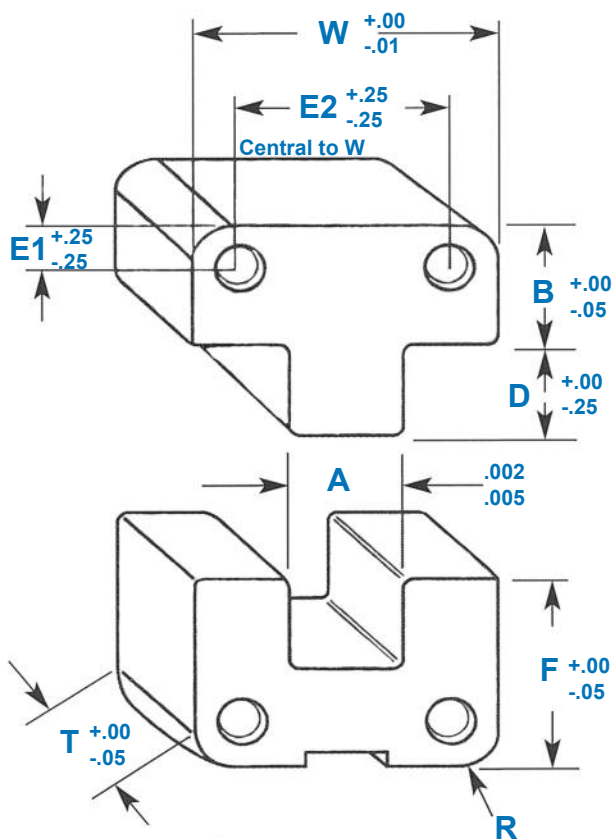 W +.00 -.01
E2 +.25 -.25
Central to W
E1 +.25 -.25
B +.00 -.05
D +.00 -.25
A .002 .005
F +.00 -.05
T +.00 -.05
R